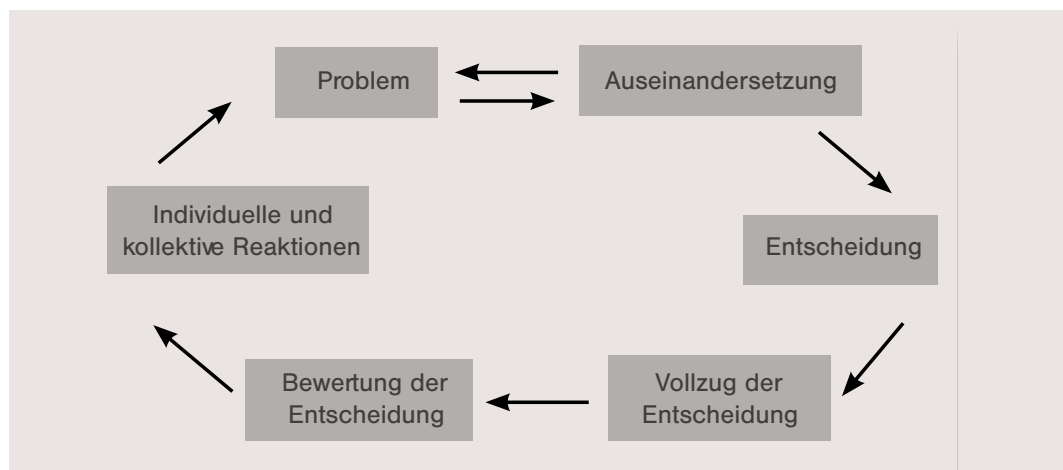 Problem
Auseinandersetzung
Individuelle und
kollektive Reaktionen
Entscheidung
Bewertung der
Entscheidung
Vollzug der
Entscheidung